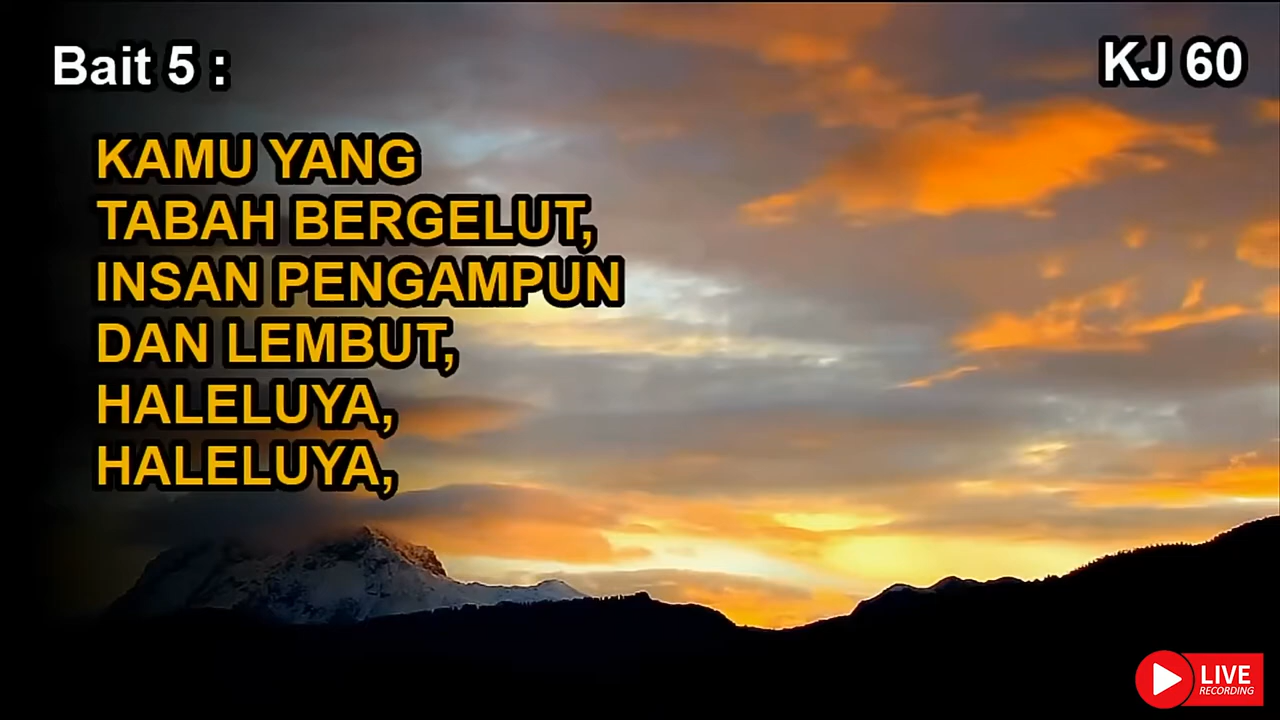 Bait 5 :
KJ 60
KAMU YANG
TABAH BERGELUT,
INSAN PENGAMPUN
DAN LEMBUT,
HALELUYA,
HALELUYA,
LIVE
RECORDING